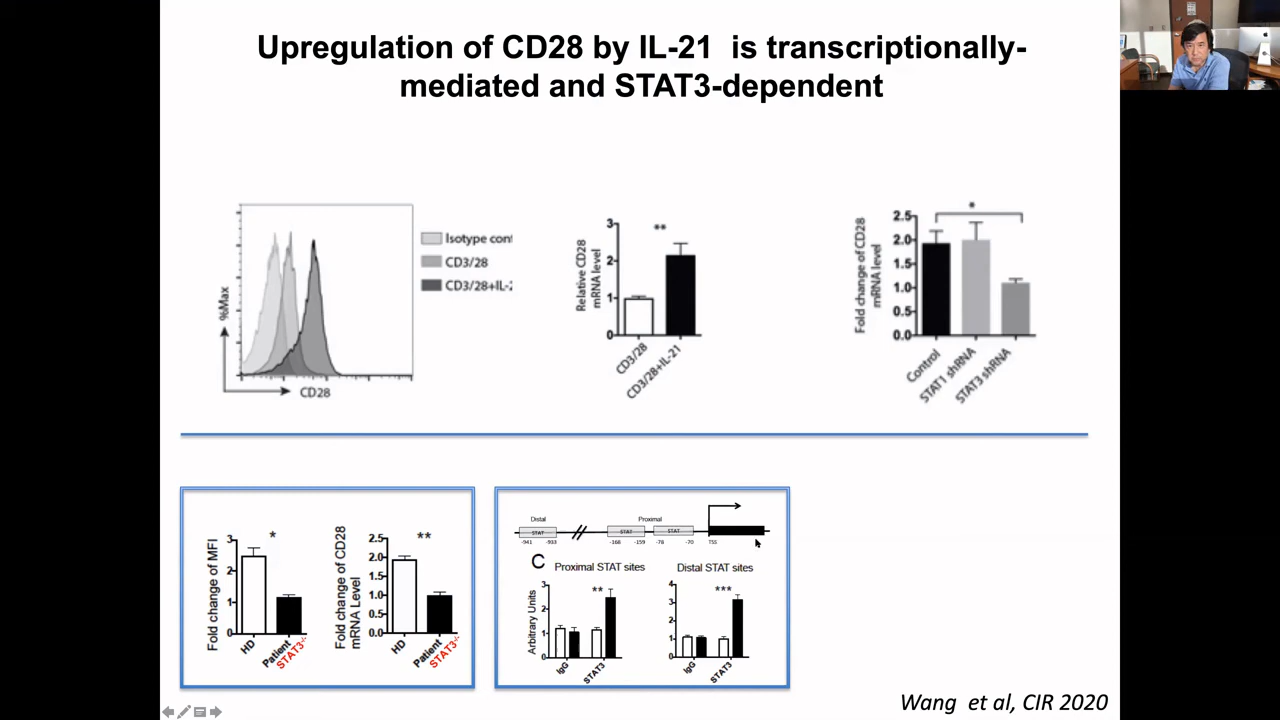 Upregulation of CD28 by IL-21 is transcriptionally-
mediated and STAT3-dependent
%Max
CD28
Isotype cont
CD3/28
CD3/28+IL-2
Relative CD28
mRNA level
3
2
1
0
**
CD3/28
CD3/28+IL-21
Fold change of CD28
mRNA level
2.5
2.0
1.5
1.0
0.5
0.0
*
Control
STAT1 shRNA
STAT3 shRNA
Fold change of MFI
3
2
1
0
*
HD
Patient
STAT3-/-
Fold change of CD28
mRNA Level
2.5
2.0
1.5
1.0
0.5
0.0
**
HD
Patient
STAT3-/-
Distal
Proximal
STAT
STAT
STAT
-941
-933
-168
-159
-78
-70
TSS
C
Proximal STAT sites
Arbitrary Units
3
2
1
0
**
IgG
STAT3
Distal STAT sites
4
3
2
1
0
***
IgG
STAT3
Wang et al, CIR 2020